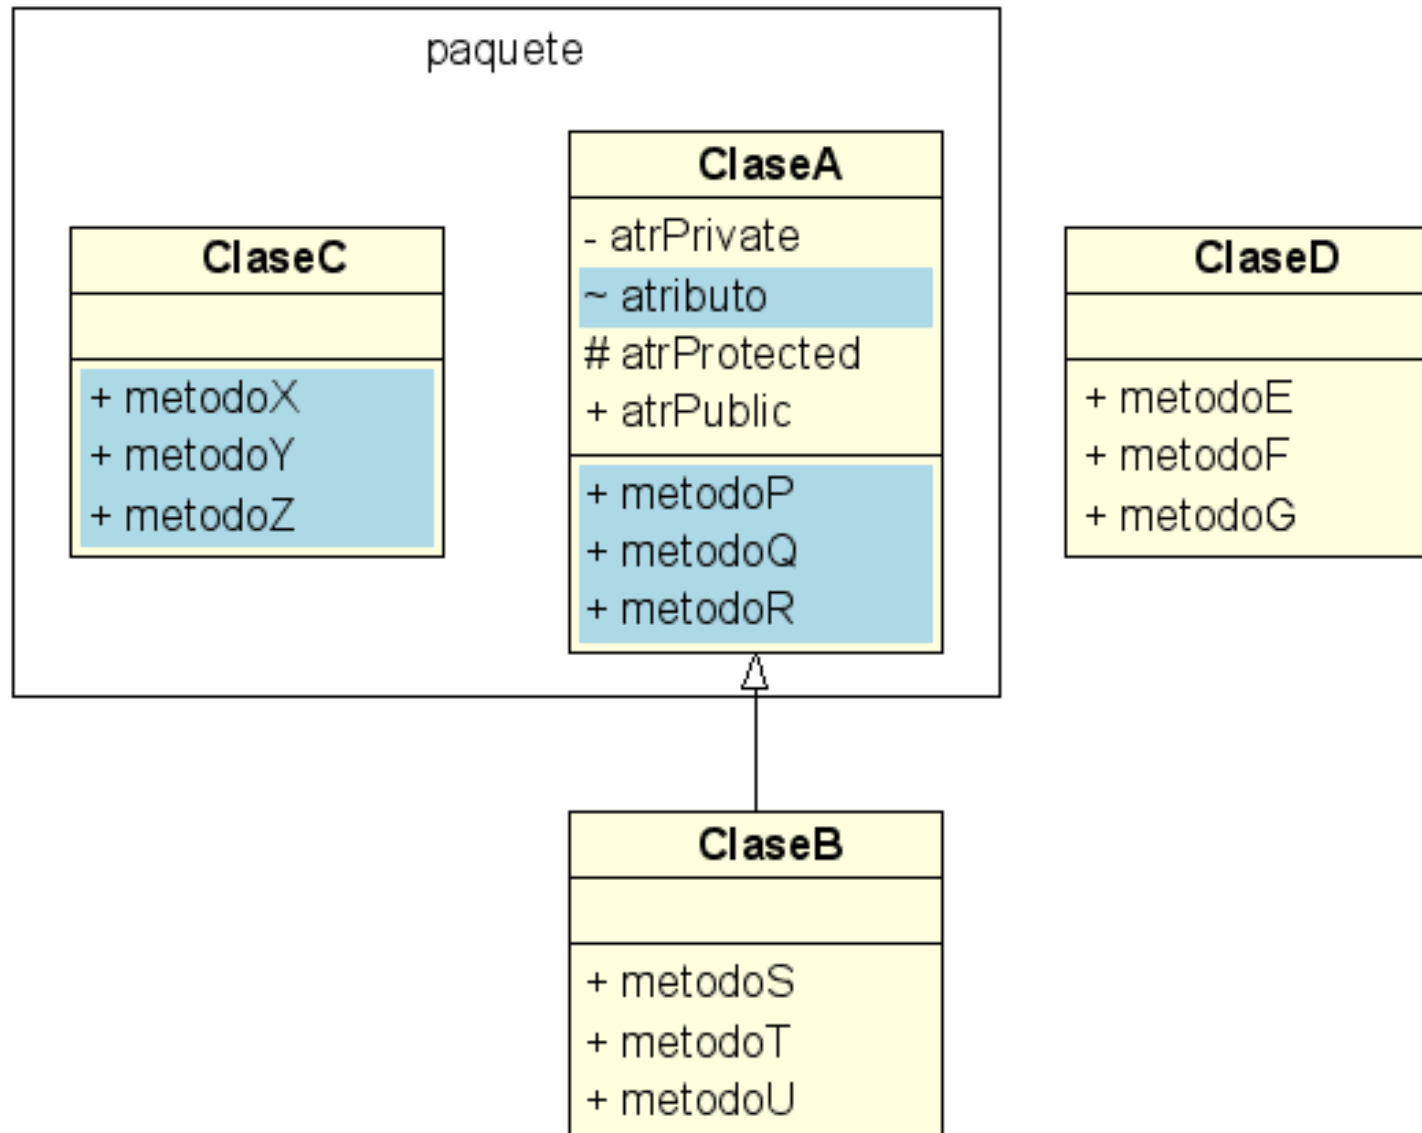 paquete
ClaseC
+ metodoX
+ metodoY
+ metodoZ
ClaseA
- atrPrivate
~ atributo
# atrProtected
+ atrPublic
+ metodoP
+ metodoQ
+ metodoR
ClaseD
+ metodoE
+ metodoF
+ metodoG
ClaseB
+ metodoS
+ metodoT
+ metodoU